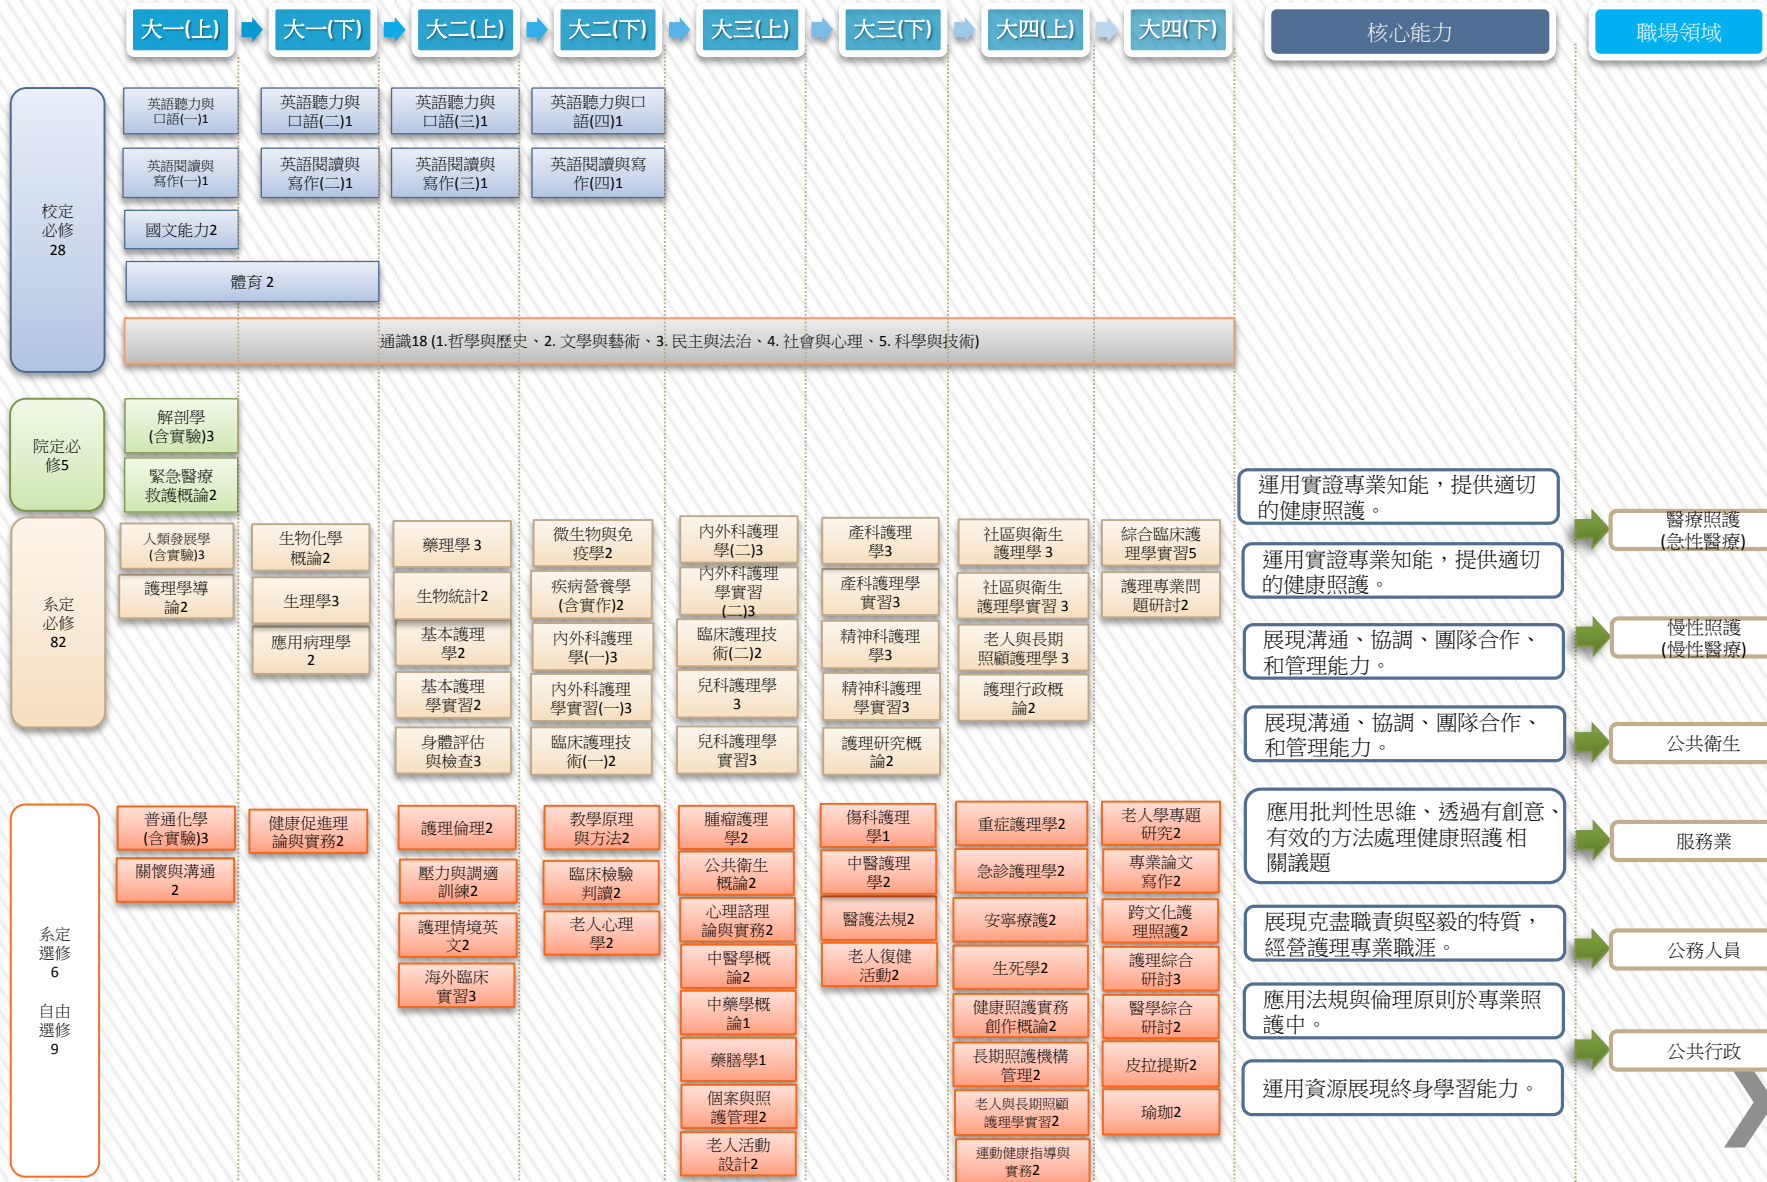 大一(上)
大一(下)
大二(上)
大二(下)
大三(上)
大三(下)
大四(上)
大四(下)
核心能力
職場領域
校定
必修
28
英語聽力與
口語(一)1
英語聽力與
口語(二)1
英語聽力與
口語(三)1
英語聽力與口
語(四)1
英語閱讀與
寫作(一)1
英語閱讀與
寫作(二)1
英語閱讀與
寫作(三)1
英語閱讀與寫
作(四)1
國文能力2
體育 2
通識18 (1.哲學與歷史、2. 文學與藝術、3. 民主與法治、4. 社會與心理、5. 科學與技術)
院定必
修5
解剖學
(含實驗)3
緊急醫療
救護概論2
系定
必修
82
人類發展學
(含實驗)3
護理學導
論2
生物化學
概論2
生理學3
應用病理學
2
藥理學 3
生物統計2
基本護理
學2
基本護理
學實習2
身體評估
與檢查3
微生物與免
疫學2
疾病營養學
(含實作)2
內外科護理
學(一)3
內外科護理
學實習(一)3
臨床護理技
術(一)2
內外科護理
學(二)3
內外科護理
學實習
(二)3
臨床護理技
術(二)2
兒科護理學
3
兒科護理學
實習3
產科護理
學3
產科護理學
實習3
精神科護理
學3
精神科護理
學實習3
護理研究概
論2
社區與衛生
護理學 3
社區與衛生
護理學實習 3
老人與長期
照顧護理學 3
護理行政概
論2
綜合臨床護
理學實習5
護理專業問
題研討2
系定
選修
6
自由
選修
9
普通化學
(含實驗)3
關懷與溝通
2
健康促進理
論與實務2
護理倫理2
壓力與調適
訓練2
護理情境英
文2
海外臨床
實習3
教學原理
與方法2
臨床檢驗
判讀2
老人心理
學2
腫瘤護理
學2
公共衛生
概論2
心理諮理
論與實務2
中醫學概
論2
中藥學概
論1
藥膳學1
個案與照
護管理2
老人活動
設計2
傷科護理
學1
中醫護理
學2
醫護法規2
老人復健
活動2
重症護理學2
急診護理學2
安寧療護2
生死學2
健康照護實務
創作概論2
長期照護機構
管理2
老人與長期照顧
護理學實習2
運動健康指導與
實務2
老人學專題
研究2
專業論文
寫作2
跨文化護
理照護2
護理綜合
研討3
醫學綜合
研討2
皮拉提斯2
瑜珈2
運用實證專業知能，提供適切
的健康照護。
運用實證專業知能，提供適切
的健康照護。
展現溝通、協調、團隊合作、
和管理能力。
展現溝通、協調、團隊合作、
和管理能力。
應用批判性思維、透過有創意、
有效的方法處理健康照護相
關議題
展現克盡職責與堅毅的特質，
經營護理專業職涯。
應用法規與倫理原則於專業照
護中。
運用資源展現終身學習能力。
醫療照護
(急性醫療)
慢性照護
(慢性醫療)
公共衛生
服務業
公務人員
公共行政